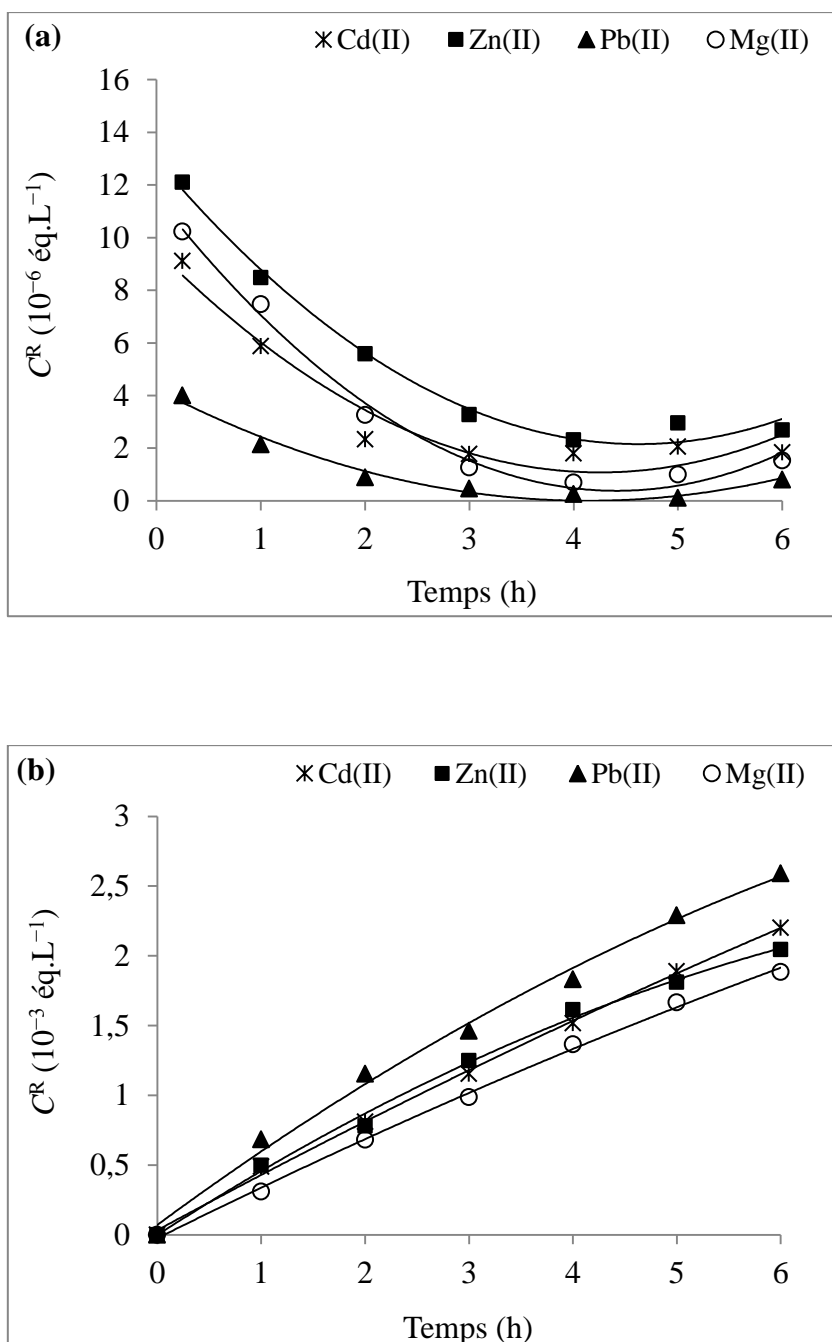 (a) Cd(II) Zn(II) Pb(II) Mg(II)
16
14
12
10
8
6
4
2
0
C^R (10^−6 éq.L^−1)
0 1 2 3 4 5 6
Temps (h)
(b) Cd(II) Zn(II) Pb(II) Mg(II)
3
2,5
2
1,5
1
0,5
0
C^R (10^−3 éq.L^−1)
0 1 2 3 4 5 6
Temps (h)